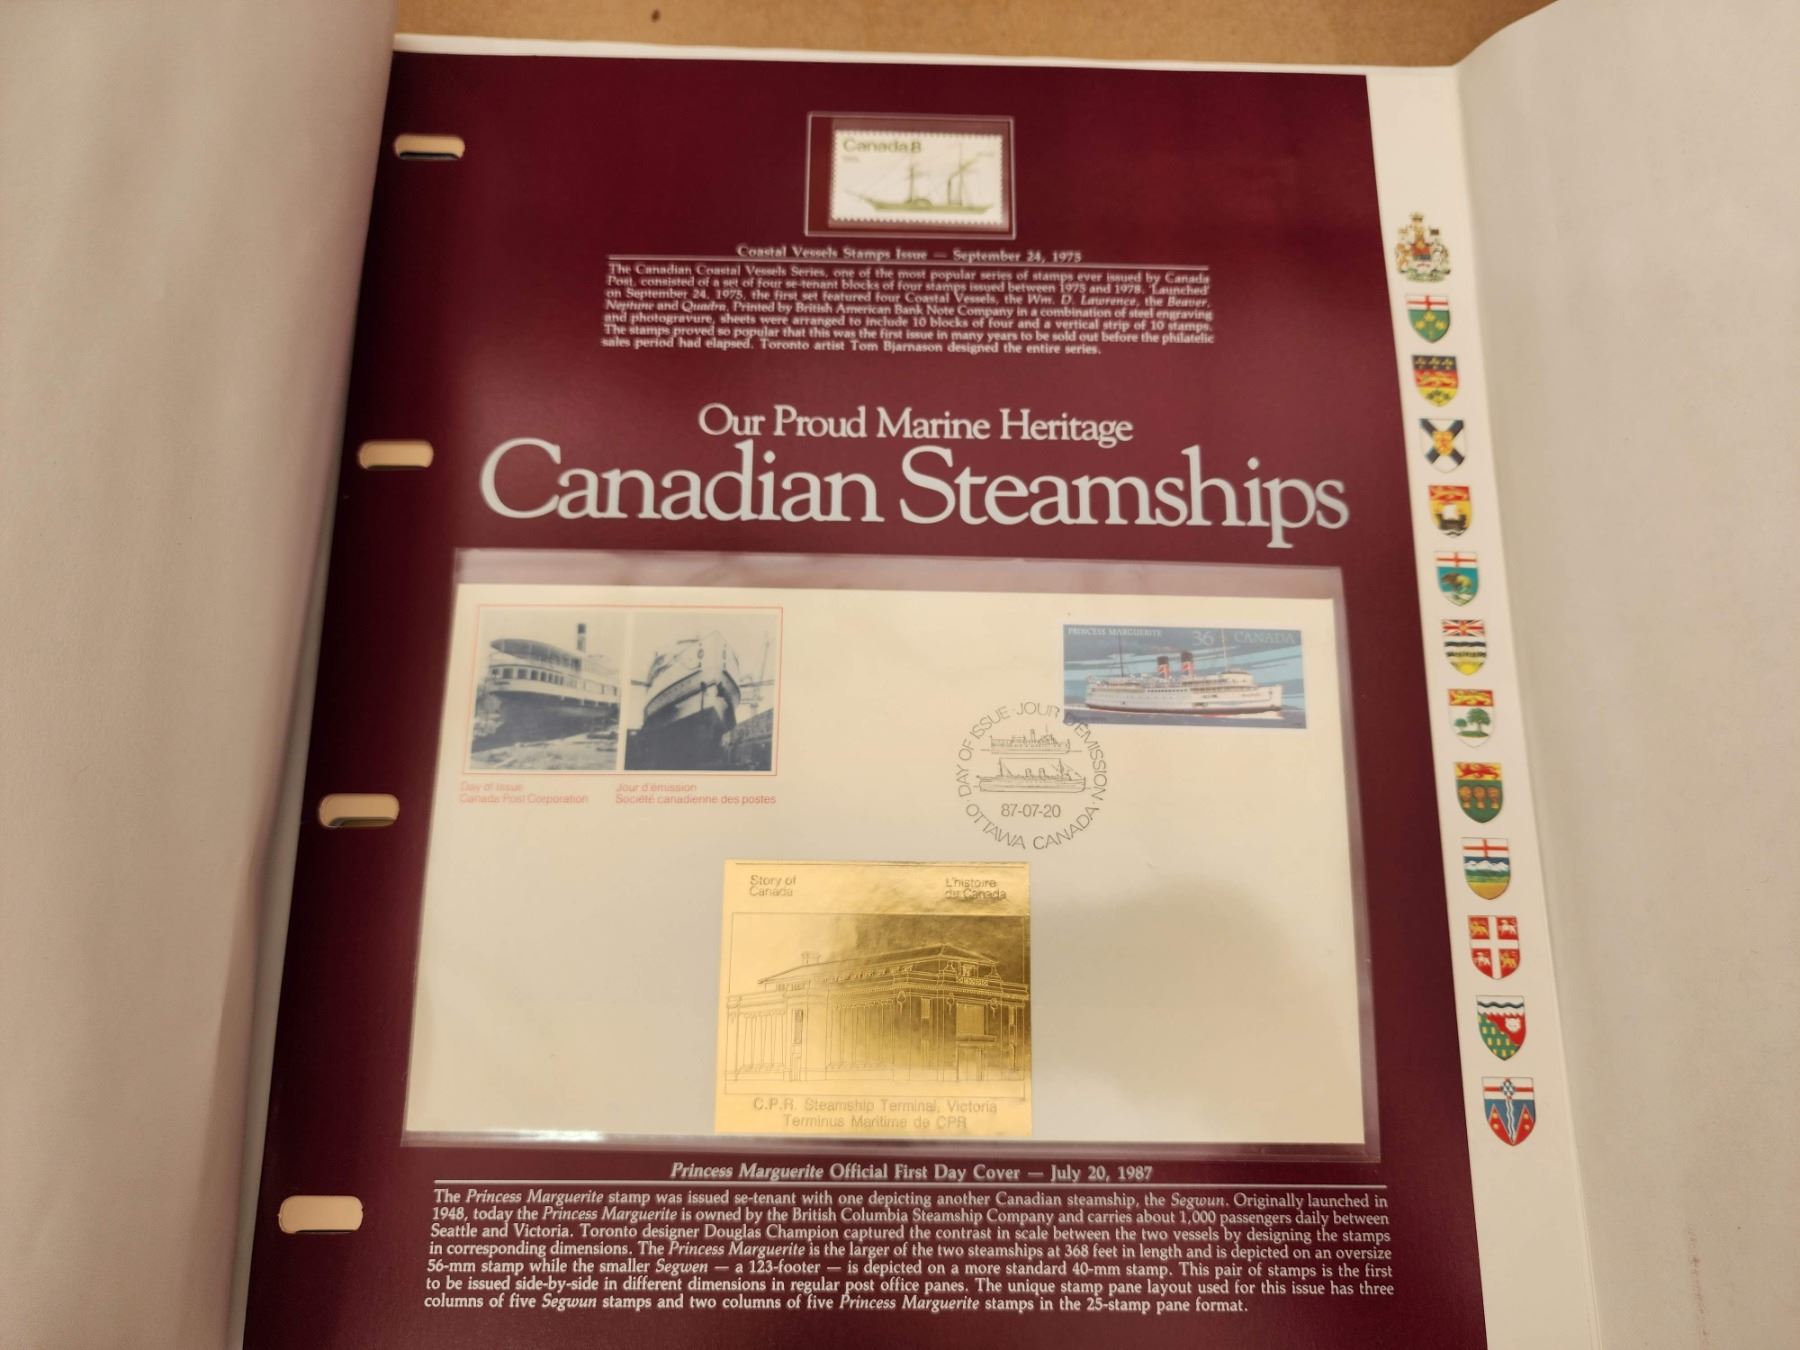 Canada 8
Coastal Vessels Stamps Issue — September 24, 1975
The Canadian Coastal Vessels Series, one of the most popular series of stamps ever issued by Canada
Post, consisted of a set of four se-tenant blocks of four stamps issued between 1975 and 1978. 'Launched'
on September 24, 1975, the first set featured four Coastal Vessels, the Wm. D. Lawrence, the Beaver,
Neptune and Quadra. Printed by British American Bank Note Company in a combination of steel engraving
and photogravure, sheets were arranged to include 10 blocks of four and a vertical strip of 10 stamps.
The stamps proved so popular that this was the first issue in many years to be sold out before the philatelic
sales period had elapsed. Toronto artist Tom Bjarnason designed the entire series.
Our Proud Marine Heritage
Canadian Steamships
PRINCESS MARGUERITE 36 CANADA
DAY OF ISSUE · JOUR D'EMISSION
87-07-20
OTTAWA CANADA
Day of Issue
Canada Post Corporation
Jour d'émission
Société canadienne des postes
Story of
Canada
L'histoire
du Canada
C.P.R. Steamship Terminal, Victoria
Terminus Maritime de CPR
Princess Marguerite Official First Day Cover — July 20, 1987
The Princess Marguerite stamp was issued se-tenant with one depicting another Canadian steamship, the Segwun. Originally launched in
1948, today the Princess Marguerite is owned by the British Columbia Steamship Company and carries about 1,000 passengers daily between
Seattle and Victoria. Toronto designer Douglas Champion captured the contrast in scale between the two vessels by designing the stamps
in corresponding dimensions. The Princess Marguerite is the larger of the two steamships at 368 feet in length and is depicted on an oversize
56-mm stamp while the smaller Segwen — a 123-footer — is depicted on a more standard 40-mm stamp. This pair of stamps is the first
to be issued side-by-side in different dimensions in regular post office panes. The unique stamp pane layout used for this issue has three
columns of five Segwun stamps and two columns of five Princess Marguerite stamps in the 25-stamp pane format.